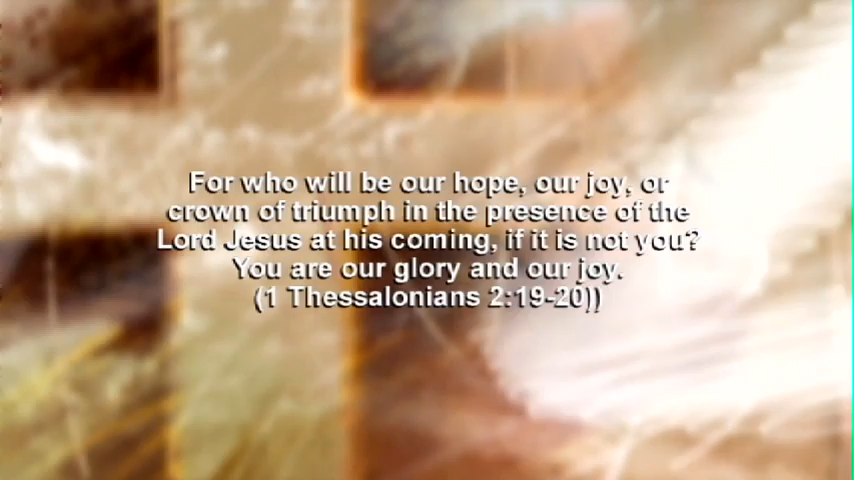 For who will be our hope, our joy, or
crown of triumph in the presence of the
Lord Jesus at his coming, if it is not you?
You are our glory and our joy.
(1 Thessalonians 2:19-20))